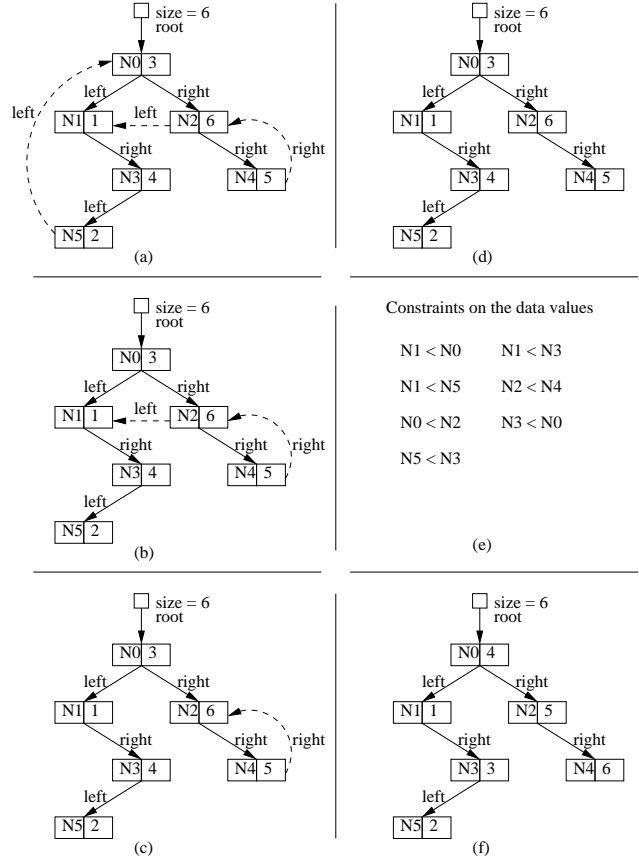 size = 6
root
N0 3
left right
left left
N1 1 N2 6
right right right
N3 4 N4 5
left
N5 2
(a)
size = 6
root
N0 3
left right
N1 1 N2 6
right right
N3 4 N4 5
left
N5 2
(d)
size = 6
root
N0 3
left right
left
N1 1 N2 6
right right right
N3 4 N4 5
left
N5 2
(b)
Constraints on the data values
N1 < N0 N1 < N3
N1 < N5 N2 < N4
N0 < N2 N3 < N0
N5 < N3
(e)
size = 6
root
N0 3
left right
N1 1 N2 6
right right right
N3 4 N4 5
left
N5 2
(c)
size = 6
root
N0 4
left right
N1 1 N2 5
right right
N3 3 N4 6
left
N5 2
(f)